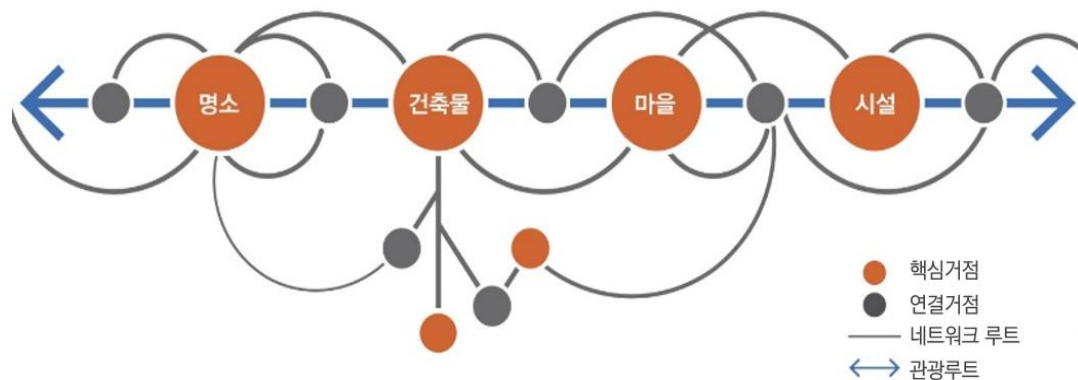 명소
건축물
마을
시설
핵심거점
연결거점
네트워크 루트
관광루트